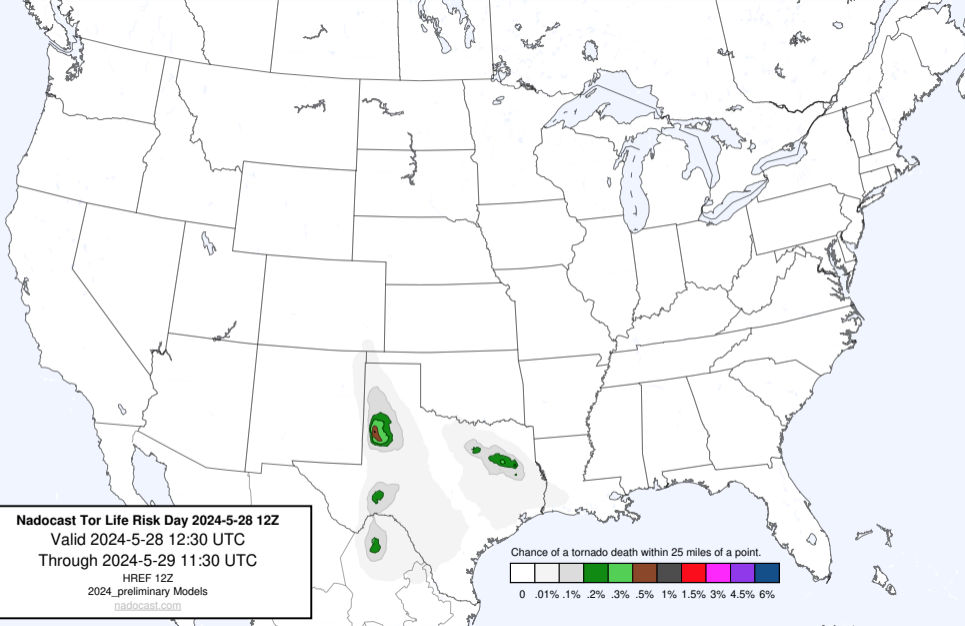 Nadocast Tor Life Risk Day 2024-5-28 12Z
Valid 2024-5-28 12:30 UTC
Through 2024-5-29 11:30 UTC
HREF 12Z
2024_preliminary Models
nadocast.com
Chance of a tornado death within 25 miles of a point.
0 .01% .1% .2% .3% .5% 1% 1.5% 3% 4.5% 6%